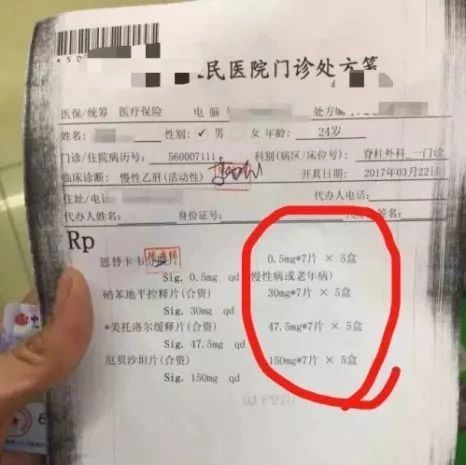 民医院门诊处方笺
医保/统筹 医疗保险 电脑 处方编
姓名: 性别: ✓ 男 女 年龄: 24岁
门诊/住院病历号: 560007111 科别(病区/床位号): 脊柱外科_一门诊
临床诊断: 慢性乙肝(活动性) 开具日期: 2017年03月22日
住址/电 代办人电话:
代办人姓名: 身份证号: 代办人签名:
Rp
恩替卡韦 片 0.5mg*7片 × 5盒
Sig. 0.5mg qd (慢性病或老年病)
硝苯地平控释片(合资) 30mg*7片 × 5盒
Sig. 30mg qd
*美托洛尔缓释片(合资) 47.5mg*7片 × 5盒
Sig. 47.5mg qd
厄贝沙坦片(合资) 150mg*7片 × 5盒
Sig. 150mg qd
(以下空白)